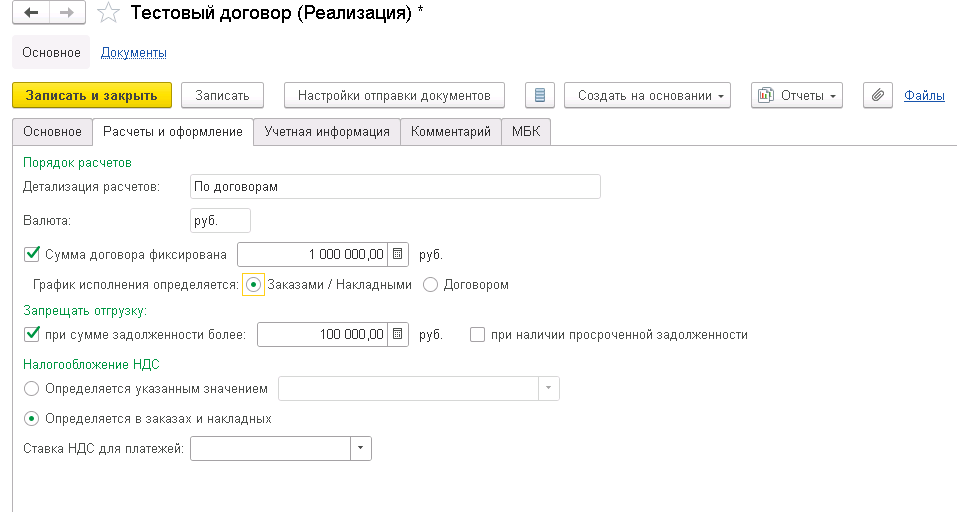 Тестовый договор (Реализация) *
Основное Документы
Записать и закрыть Записать Настройки отправки документов Создать на основании Отчеты Файлы
Основное Расчеты и оформление Учетная информация Комментарий МБК
Порядок расчетов
Детализация расчетов: По договорам
Валюта: руб.
Сумма договора фиксирована 1 000 000,00 руб.
График исполнения определяется: Заказами / Накладными Договором
Запрещать отгрузку:
при сумме задолженности более: 100 000,00 руб. при наличии просроченной задолженности
Налогообложение НДС
Определяется указанным значением
Определяется в заказах и накладных
Ставка НДС для платежей: